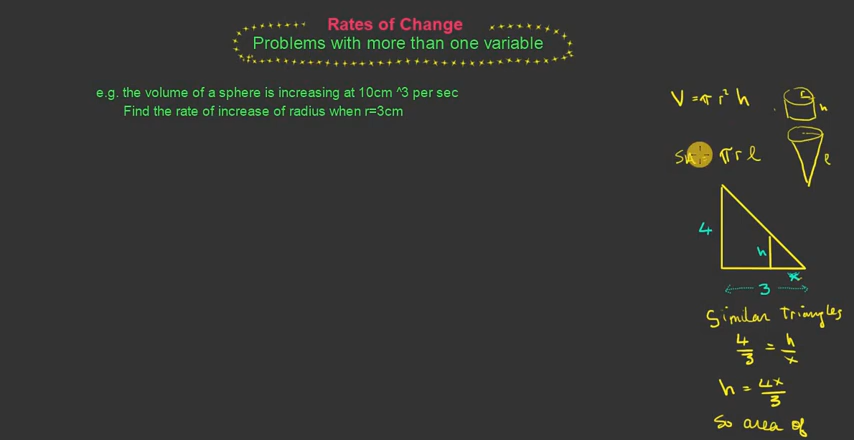 Rates of Change
Problems with more than one variable
e.g. the volume of a sphere is increasing at 10cm ^3 per sec
Find the rate of increase of radius when r=3cm
V = π r² h
r
h
SA = π r l
l
4
h
x
3
Similar Triangles
4/3 = h/x
h = 4x/3
So area of